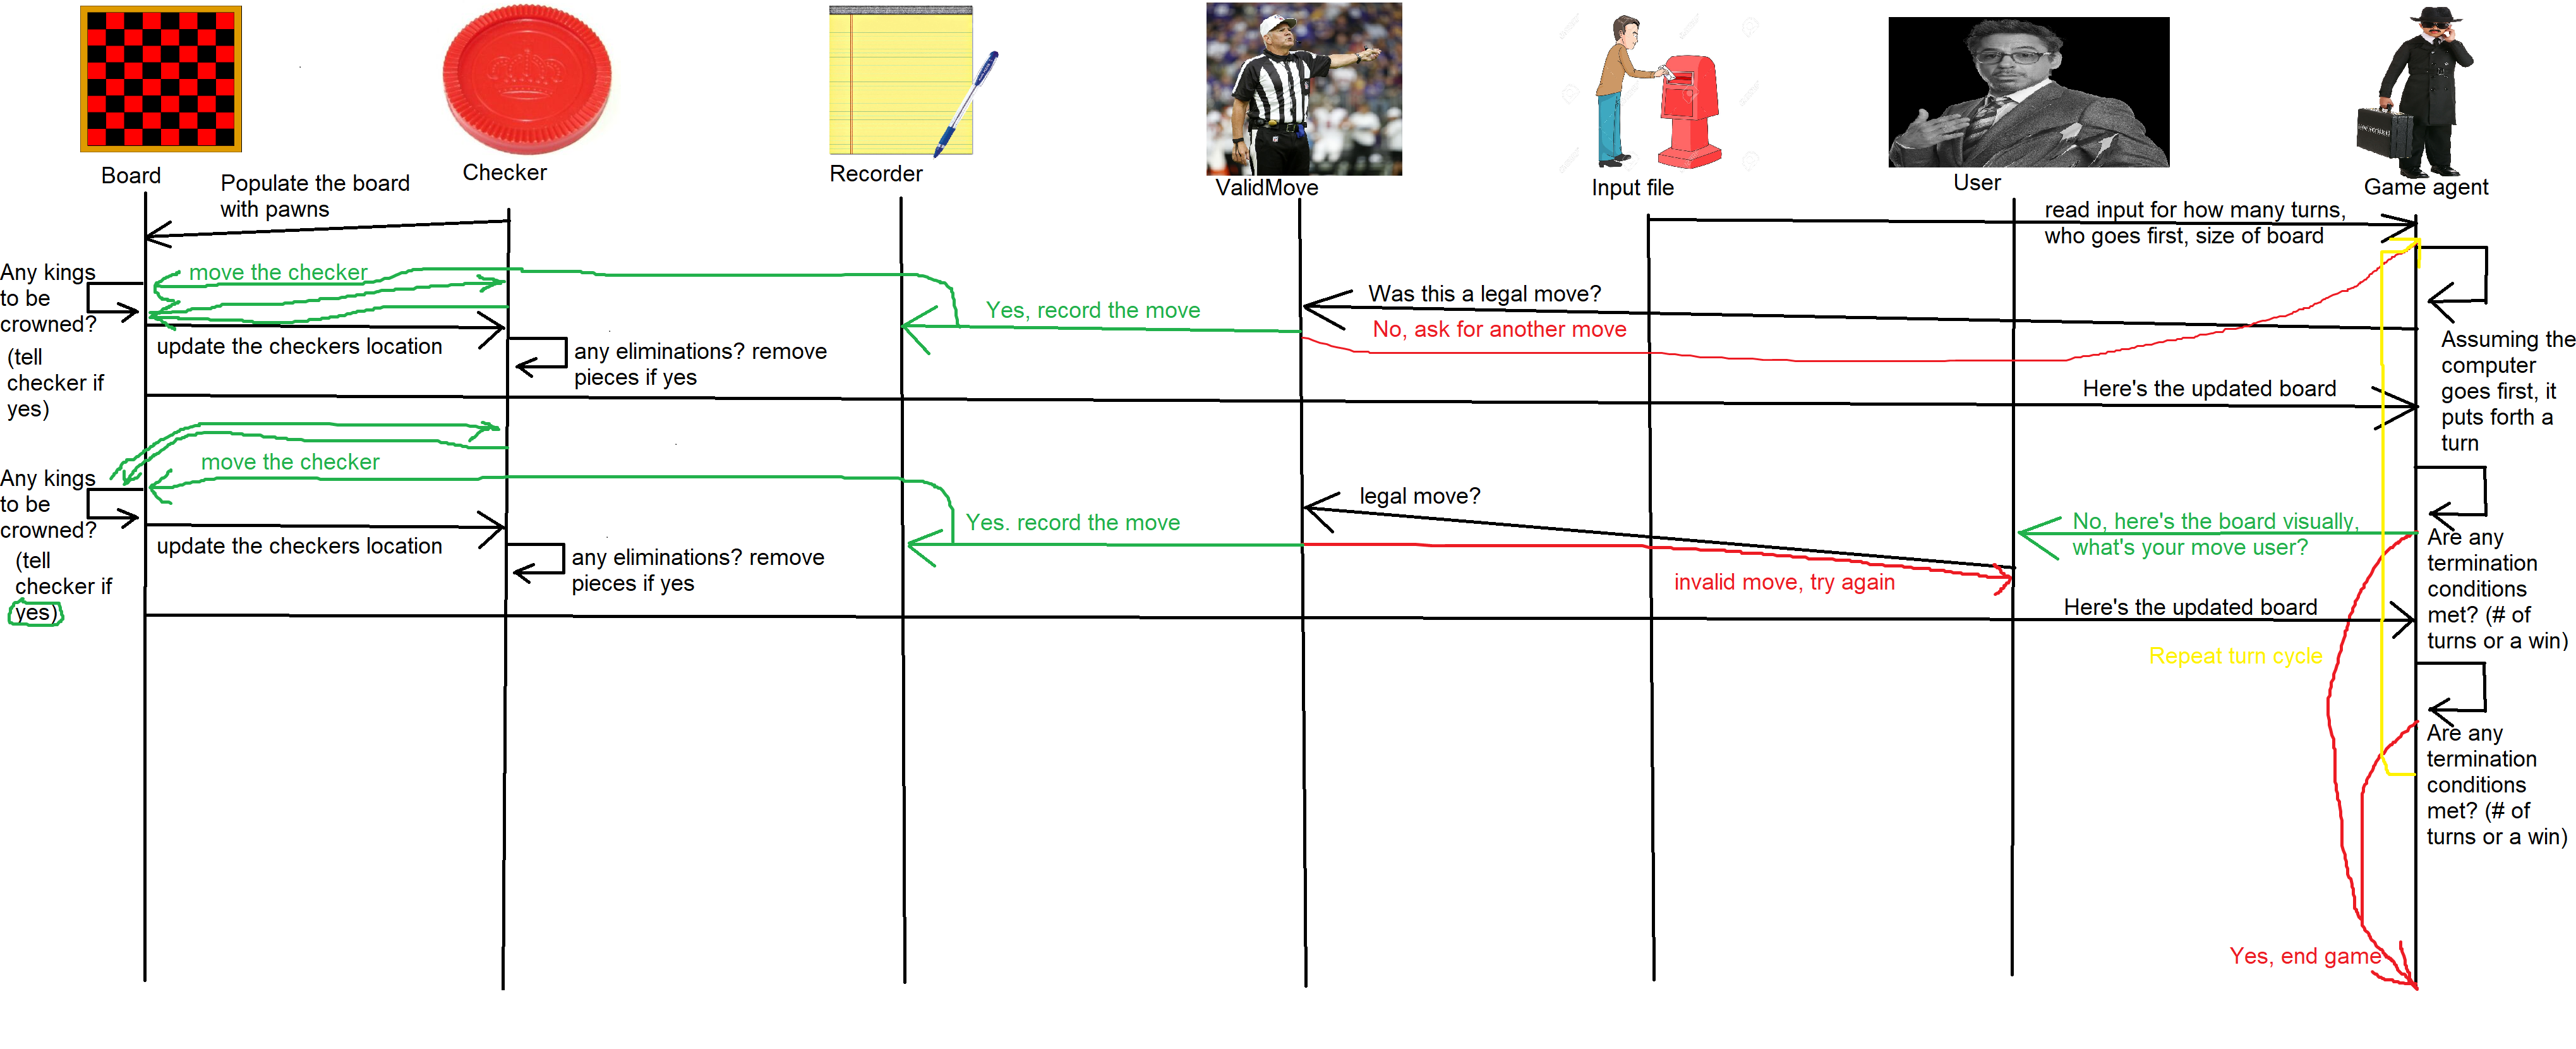 Board
Checker
Recorder
ValidMove
Input file
User
Game agent
Populate the board
with pawns
read input for how many turns,
who goes first, size of board
Any kings
to be
crowned?
(tell
checker if
yes)
move the checker
update the checkers location
any eliminations? remove
pieces if yes
Yes, record the move
Was this a legal move?
No, ask for another move
Here's the updated board
Assuming the
computer
goes first, it
puts forth a
turn
Any kings
to be
crowned?
(tell
checker if
yes)
move the checker
update the checkers location
any eliminations? remove
pieces if yes
Yes. record the move
legal move?
invalid move, try again
No, here's the board visually,
what's your move user?
Are any
termination
conditions
met? (# of
turns or a win)
Here's the updated board
Repeat turn cycle
Are any
termination
conditions
met? (# of
turns or a win)
Yes, end game